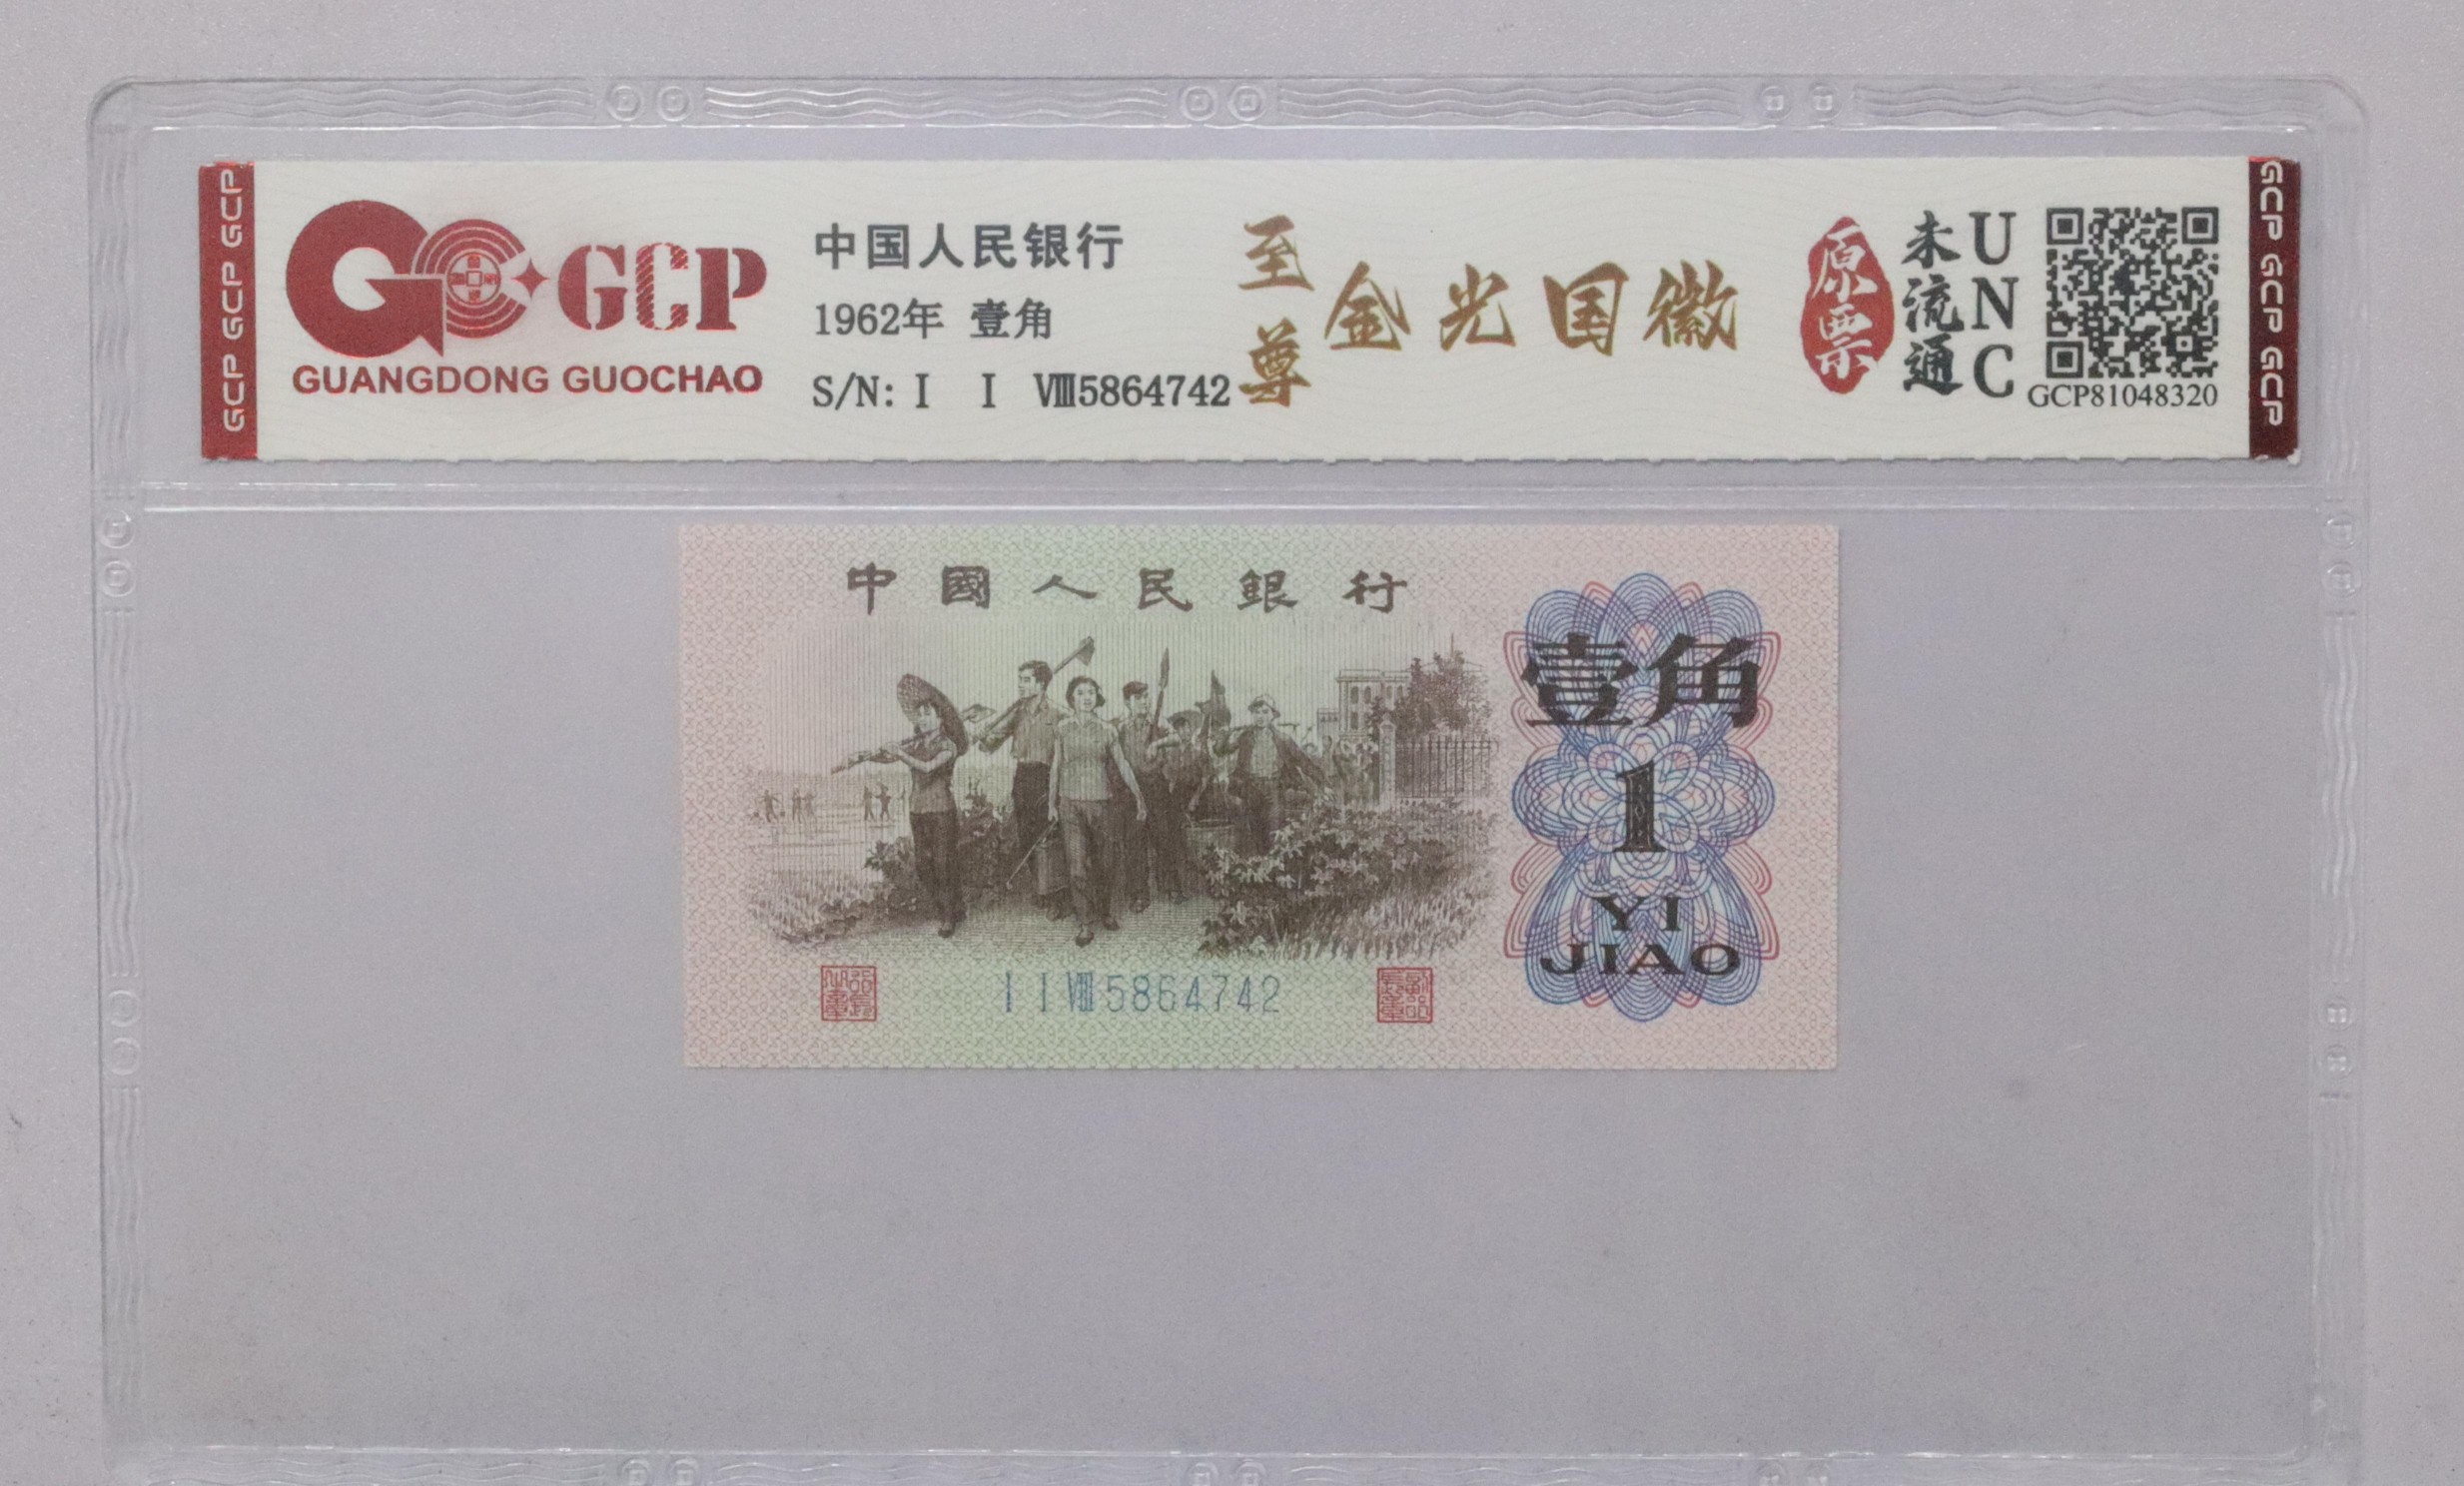 GCP GCP GCP
GCP
GUANGDONG GUOCHAO
中国人民银行
1962年 壹角
S/N: Ⅰ Ⅰ Ⅷ5864742
至尊
金光国徽
原票
未流通
UNC
GCP81048320
GCP GCP GCP
中國人民銀行
壹角
1
YI
JIAO
Ⅰ Ⅰ Ⅷ 5864742